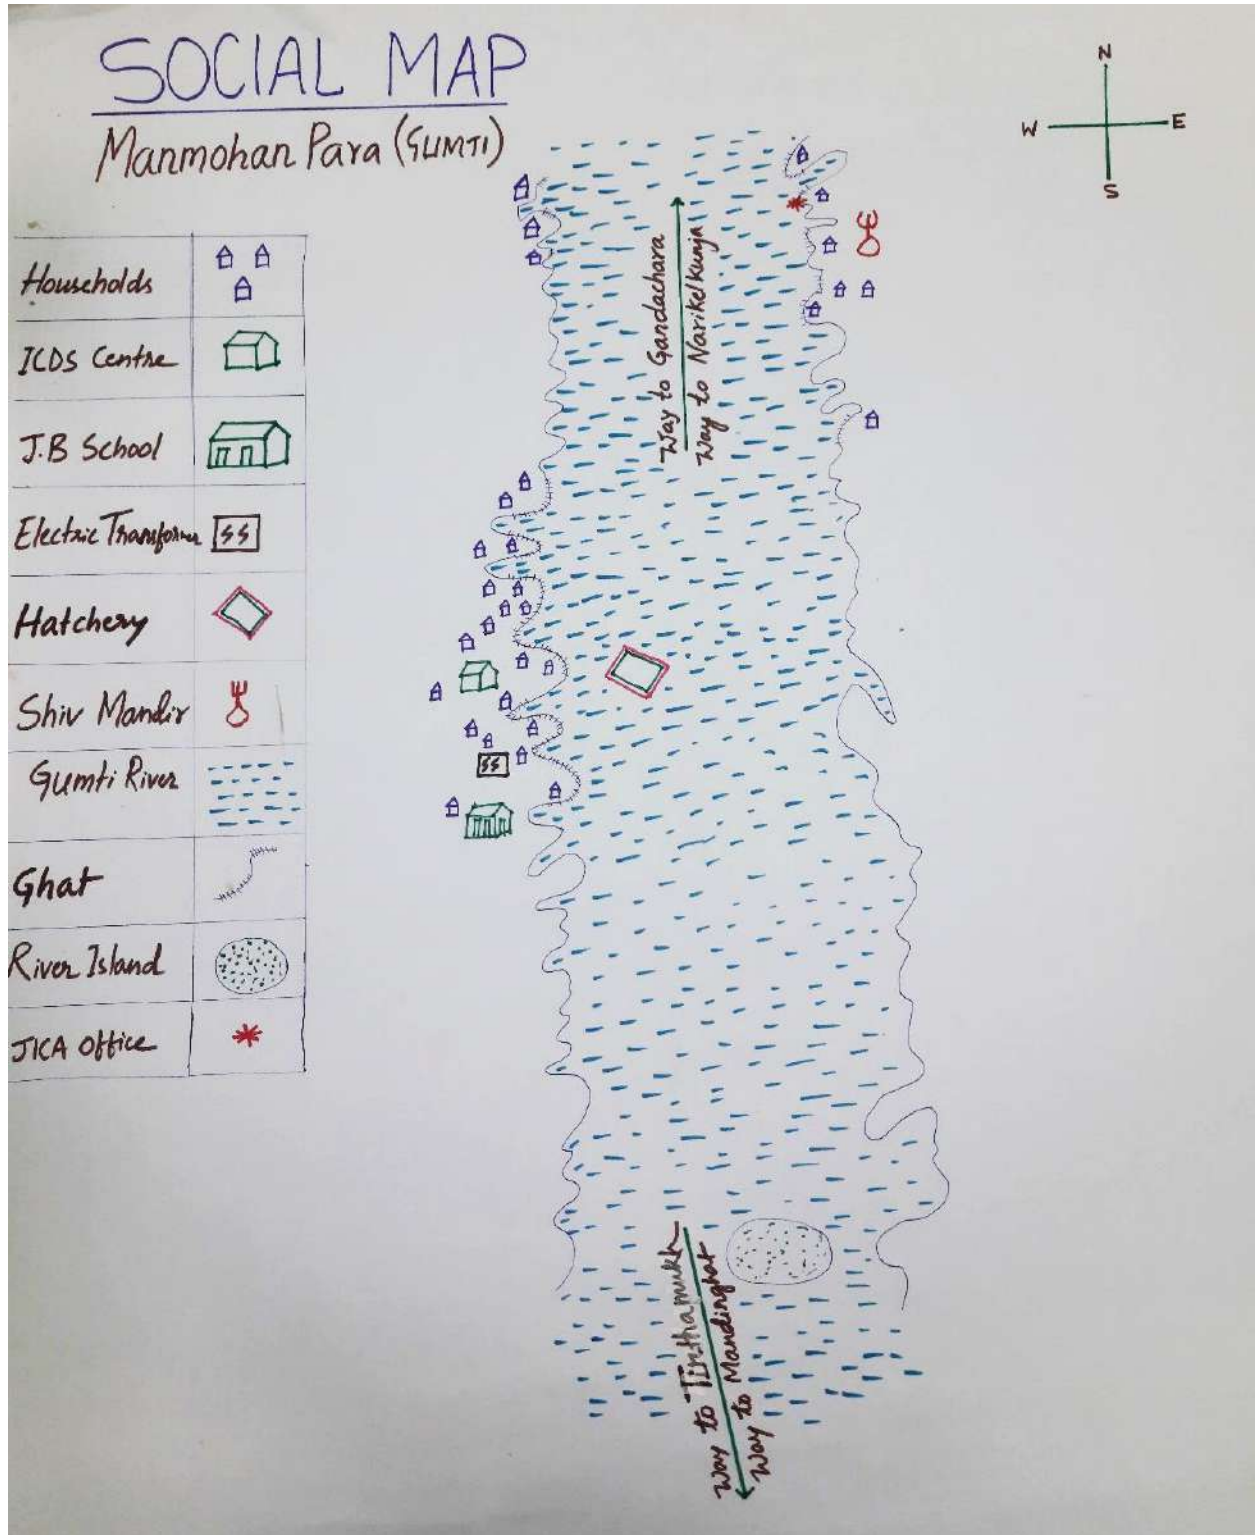 SOCIAL MAP
Manmohan Para (GUMTI)
N
W
E
S
Households
ICDS Centre
J.B School
Electric Transformer
Hatchery
Shiv Mandir
Gumti River
Ghat
River Island
JICA Office
Way to Gandachara
Way to Narikel Kunja
Way to Tirthamukh
Way to Mandirghat